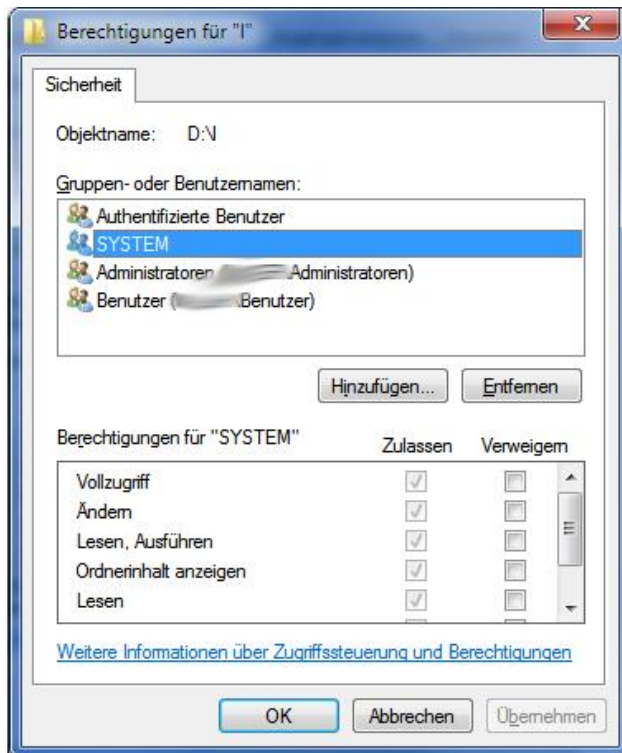 Berechtigungen für "I"
Sicherheit
Objektname: D:\I
Gruppen- oder Benutzernamen:
Authentifizierte Benutzer
SYSTEM
Administratoren Administratoren)
Benutzer ( \Benutzer)
Hinzufügen... Entfernen
Berechtigungen für "SYSTEM" Zulassen Verweigern
Vollzugriff
Ändern
Lesen, Ausführen
Ordnerinhalt anzeigen
Lesen
Weitere Informationen über Zugriffssteuerung und Berechtigungen
OK Abbrechen Übernehmen